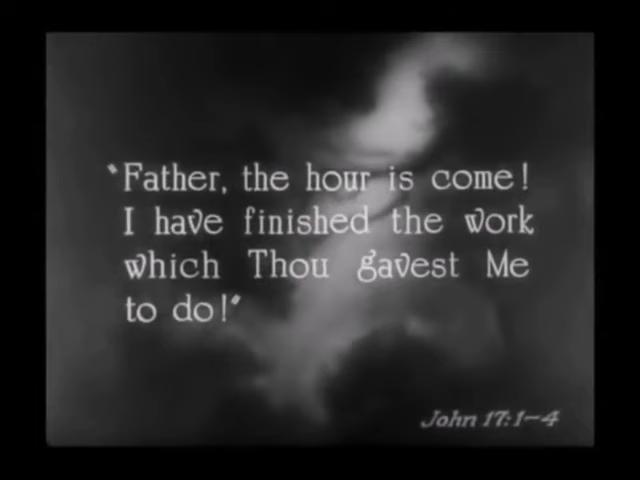 "Father, the hour is come!
I have finished the work
which Thou gavest Me
to do!"
John 17:1-4